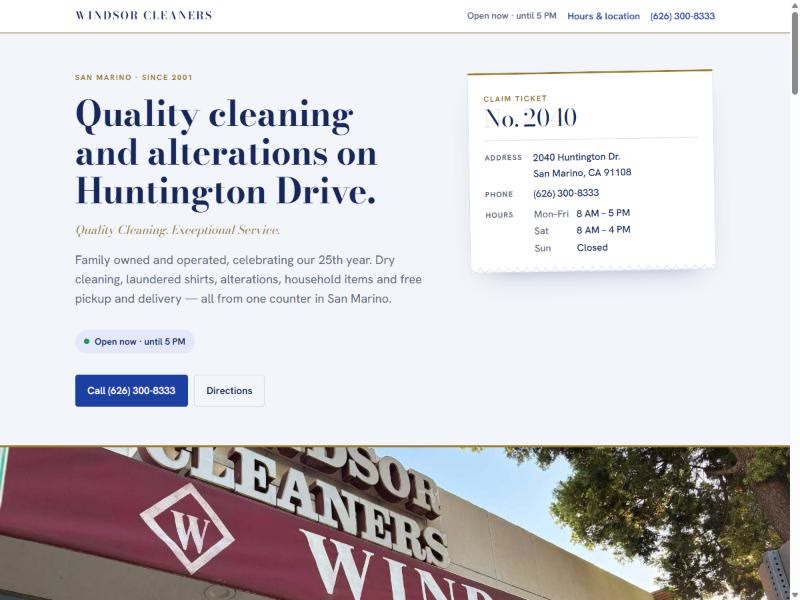 WINDSOR CLEANERS
Open now · until 5 PM Hours & location (626) 300-8333
SAN MARINO · SINCE 2001
Quality cleaning
and alterations on
Huntington Drive.
Quality Cleaning. Exceptional Service.
Family owned and operated, celebrating our 25th year. Dry
cleaning, laundered shirts, alterations, household items and free
pickup and delivery — all from one counter in San Marino.
Open now · until 5 PM
Call (626) 300-8333 Directions
CLAIM TICKET
No. 2040
ADDRESS 2040 Huntington Dr.
San Marino, CA 91108
PHONE (626) 300-8333
HOURS Mon–Fri 8 AM – 5 PM
Sat 8 AM – 4 PM
Sun Closed
CLEANERS
W